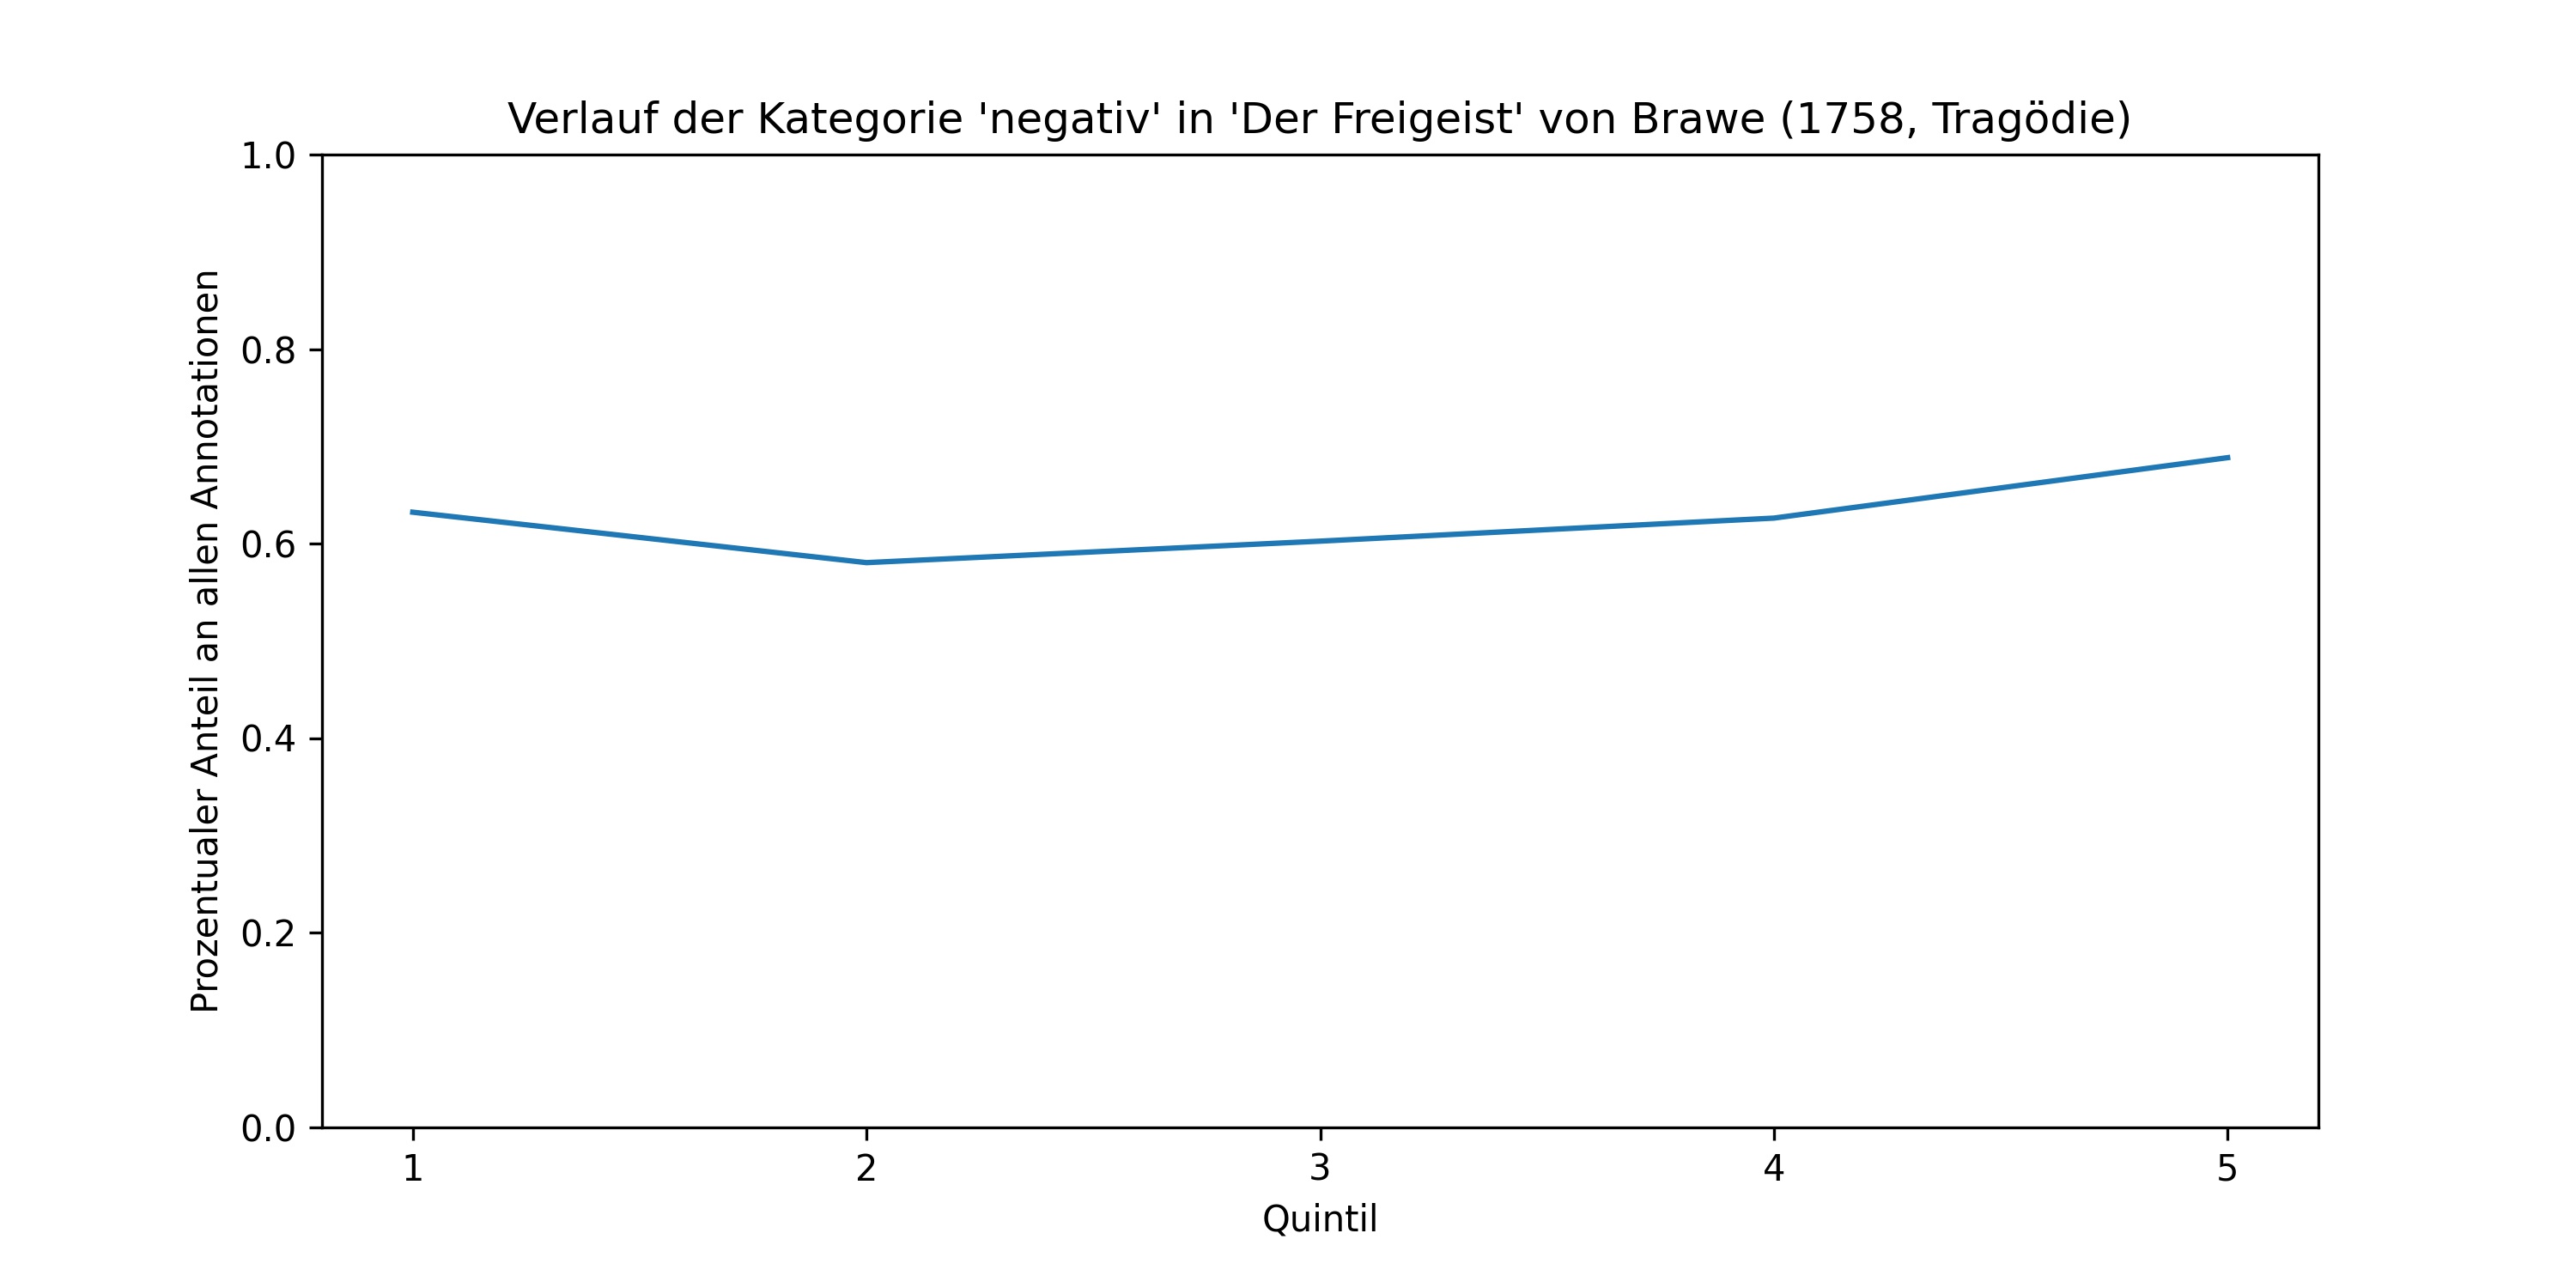 Verlauf der Kategorie 'negativ' in 'Der Freigeist' von Brawe (1758, Tragödie)
Prozentualer Anteil an allen Annotationen
1.0
0.8
0.6
0.4
0.2
0.0
1 2 3 4 5
Quintil